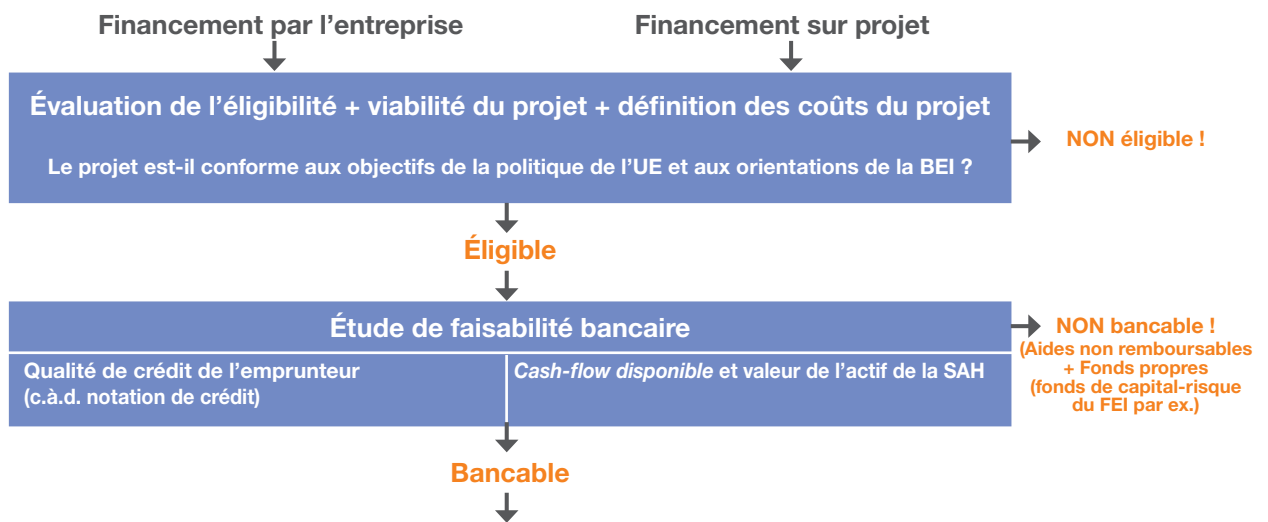 Financement par l'entreprise
Financement sur projet
Évaluation de l'éligibilité + viabilité du projet + définition des coûts du projet
Le projet est-il conforme aux objectifs de la politique de l'UE et aux orientations de la BEI ?
NON éligible !
Éligible
Étude de faisabilité bancaire
Qualité de crédit de l'emprunteur
(c.à.d. notation de crédit)
Cash-flow disponible et valeur de l'actif de la SAH
NON bancable !
(Aides non remboursables
+ Fonds propres
(fonds de capital-risque
du FEI par ex.)
Bancable